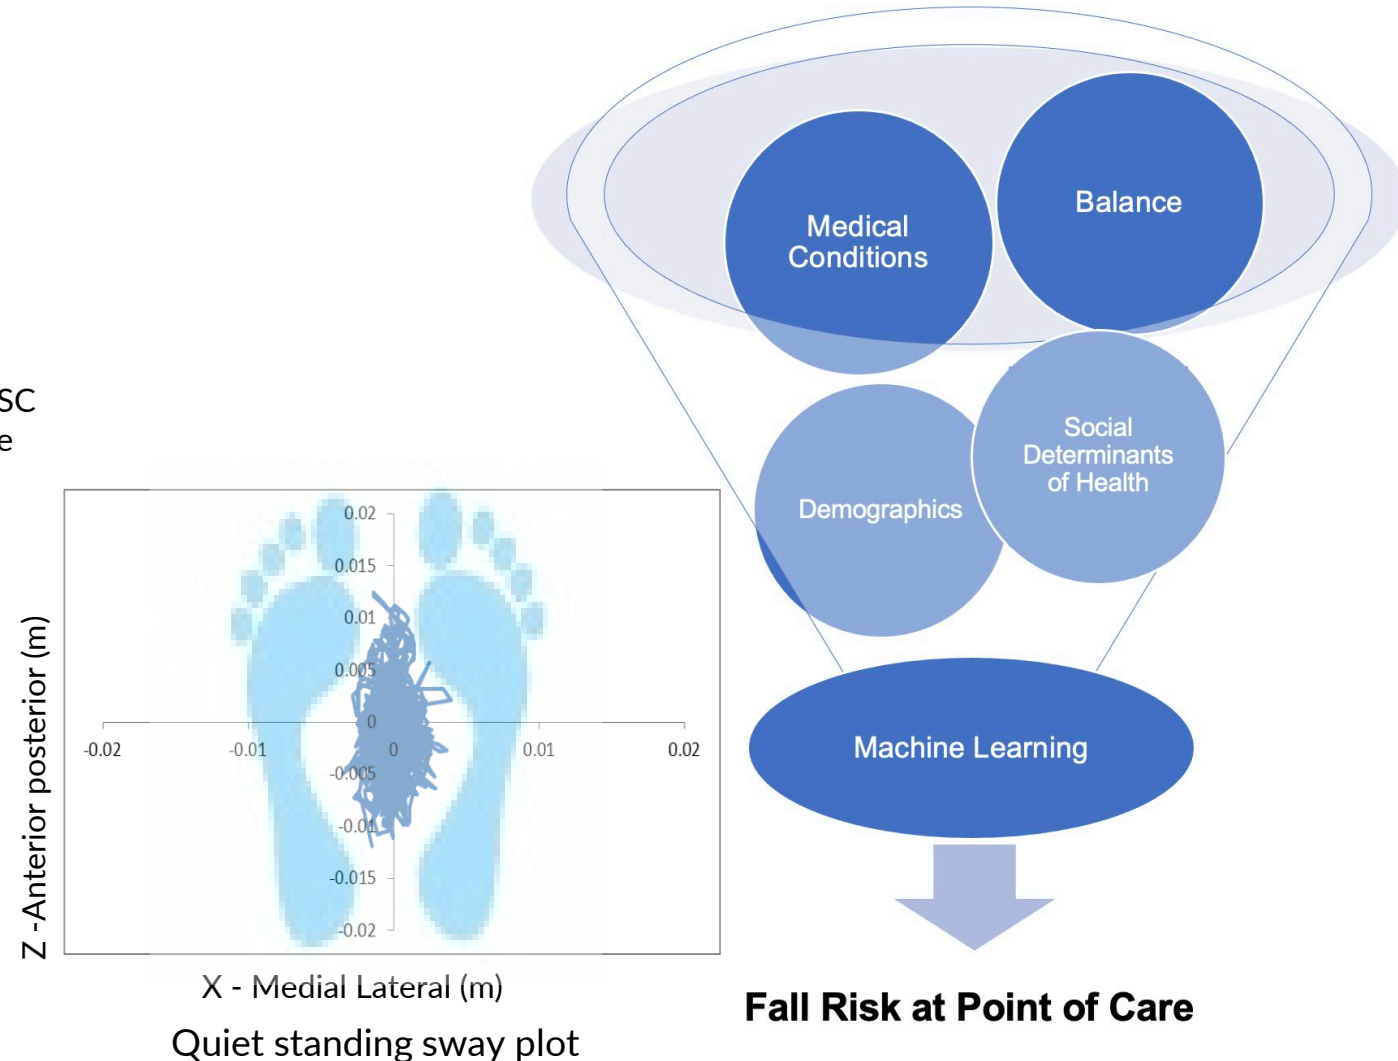 Medical
Conditions
Balance
SC
e
Social
Determinants
of Health
Demographics
Machine Learning
Fall Risk at Point of Care
Z -Anterior posterior (m)
0.02
0.015
0.01
0.005
0
-0.005
-0.01
-0.015
-0.02
-0.02
-0.01
0
0.01
0.02
X - Medial Lateral (m)
Quiet standing sway plot